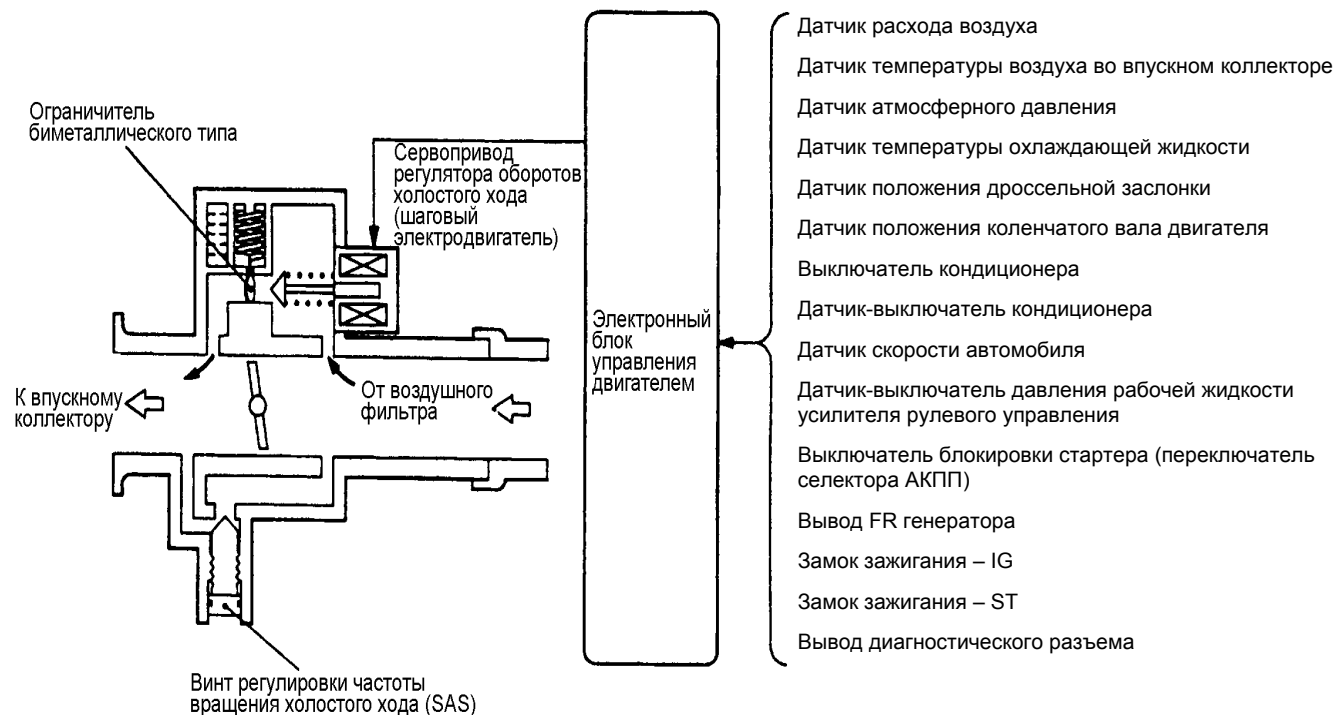 Ограничитель
биметаллического типа
Сервопривод
регулятора оборотов
холостого хода
(шаговый
электродвигатель)
К впускному
коллектору
От воздушного
фильтра
Винт регулировки частоты
вращения холостого хода (SAS)
Электронный
блок
управления
двигателем
Датчик расхода воздуха
Датчик температуры воздуха во впускном коллекторе
Датчик атмосферного давления
Датчик температуры охлаждающей жидкости
Датчик положения дроссельной заслонки
Датчик положения коленчатого вала двигателя
Выключатель кондиционера
Датчик-выключатель кондиционера
Датчик скорости автомобиля
Датчик-выключатель давления рабочей жидкости
усилителя рулевого управления
Выключатель блокировки стартера (переключатель
селектора АКПП)
Вывод FR генератора
Замок зажигания – IG
Замок зажигания – ST
Вывод диагностического разъема